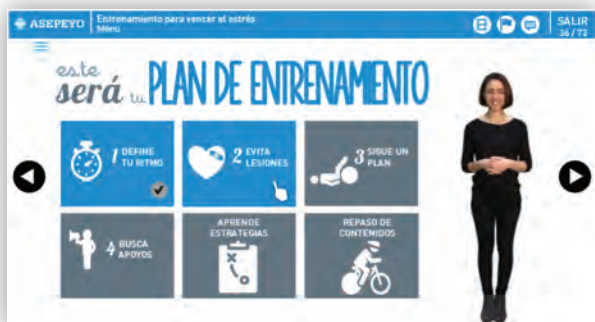 ASEPEYO
Entrenamiento para vencer el estrés
Menú
SALIR
36 / 73
este
será tu PLAN DE ENTRENAMIENTO
1 DEFINE
TU RITMO
2 EVITA
LESIONES
3 SIGUE UN
PLAN
4 BUSCA
APOYOS
APRENDE
ESTRATEGIAS
REPASO DE
CONTENIDOS